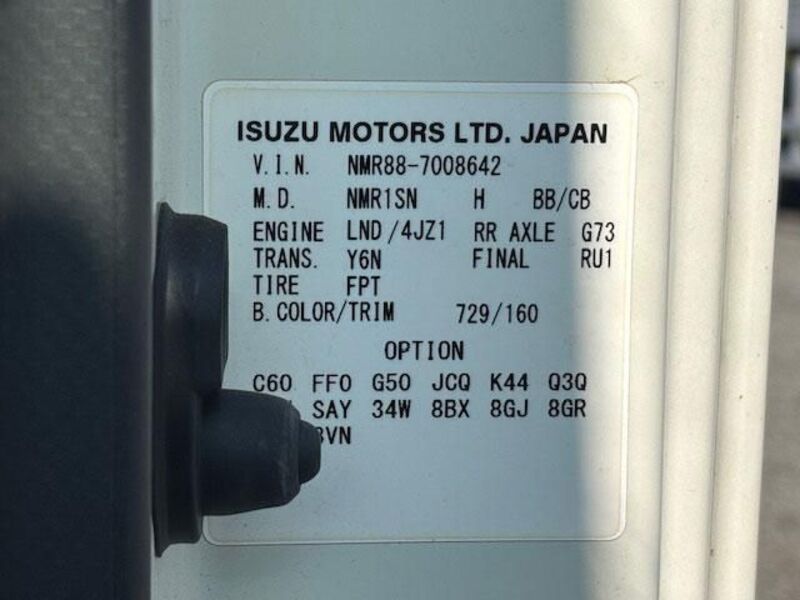 ISUZU MOTORS LTD. JAPAN
V.I.N. NMR88-7008642
M.D. NMR1SN H BB/CB
ENGINE LND/4JZ1 RR AXLE G73
TRANS. Y6N FINAL RU1
TIRE FPT
B.COLOR/TRIM 729/160
OPTION
C60 FF0 G50 JCQ K44 Q3Q
SAY 34W 8BX 8GJ 8GR